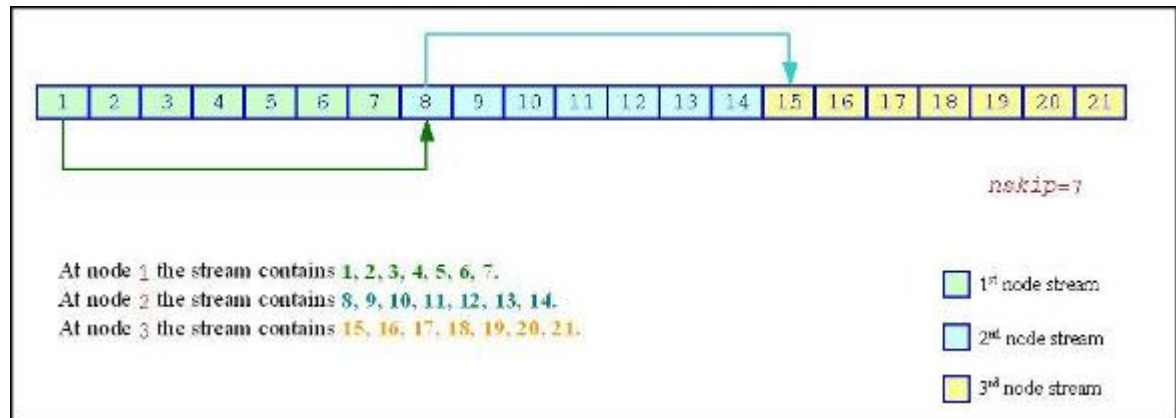 1 2 3 4 5 6 7 8 9 10 11 12 13 14 15 16 17 18 19 20 21
nskip=7
At node 1 the stream contains 1, 2, 3, 4, 5, 6, 7.
At node 2 the stream contains 8, 9, 10, 11, 12, 13, 14.
At node 3 the stream contains 15, 16, 17, 18, 19, 20, 21.
1st node stream
2nd node stream
3rd node stream